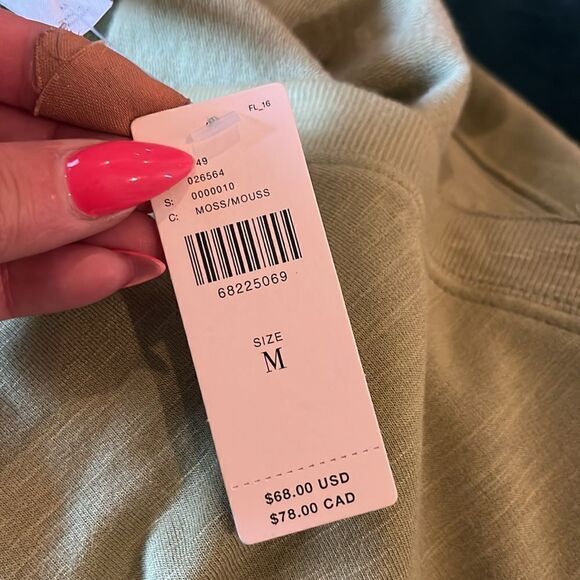 FL_16
49
026564
S: 0000010
C: MOSS/MOUSS
68225069
SIZE
M
$68.00 USD
$78.00 CAD